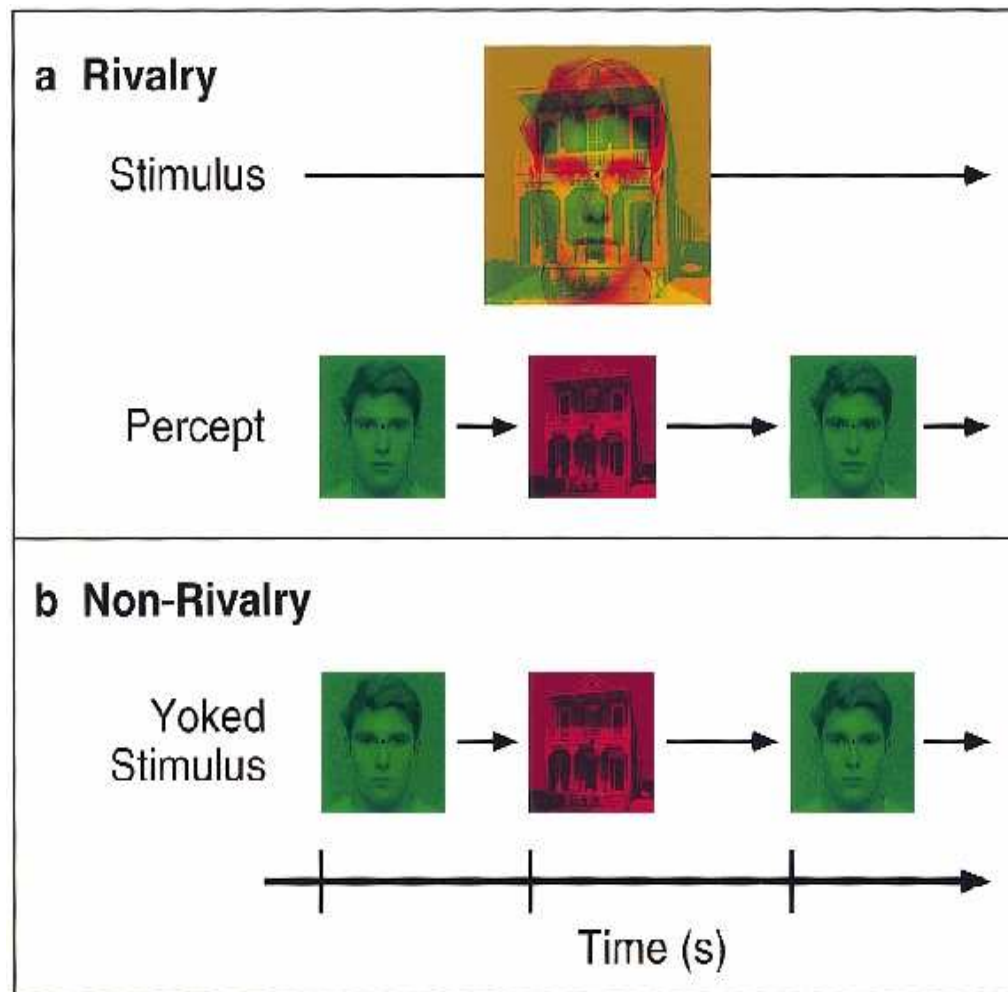 a Rivalry
Stimulus
Percept
b Non-Rivalry
Yoked
Stimulus
Time (s)